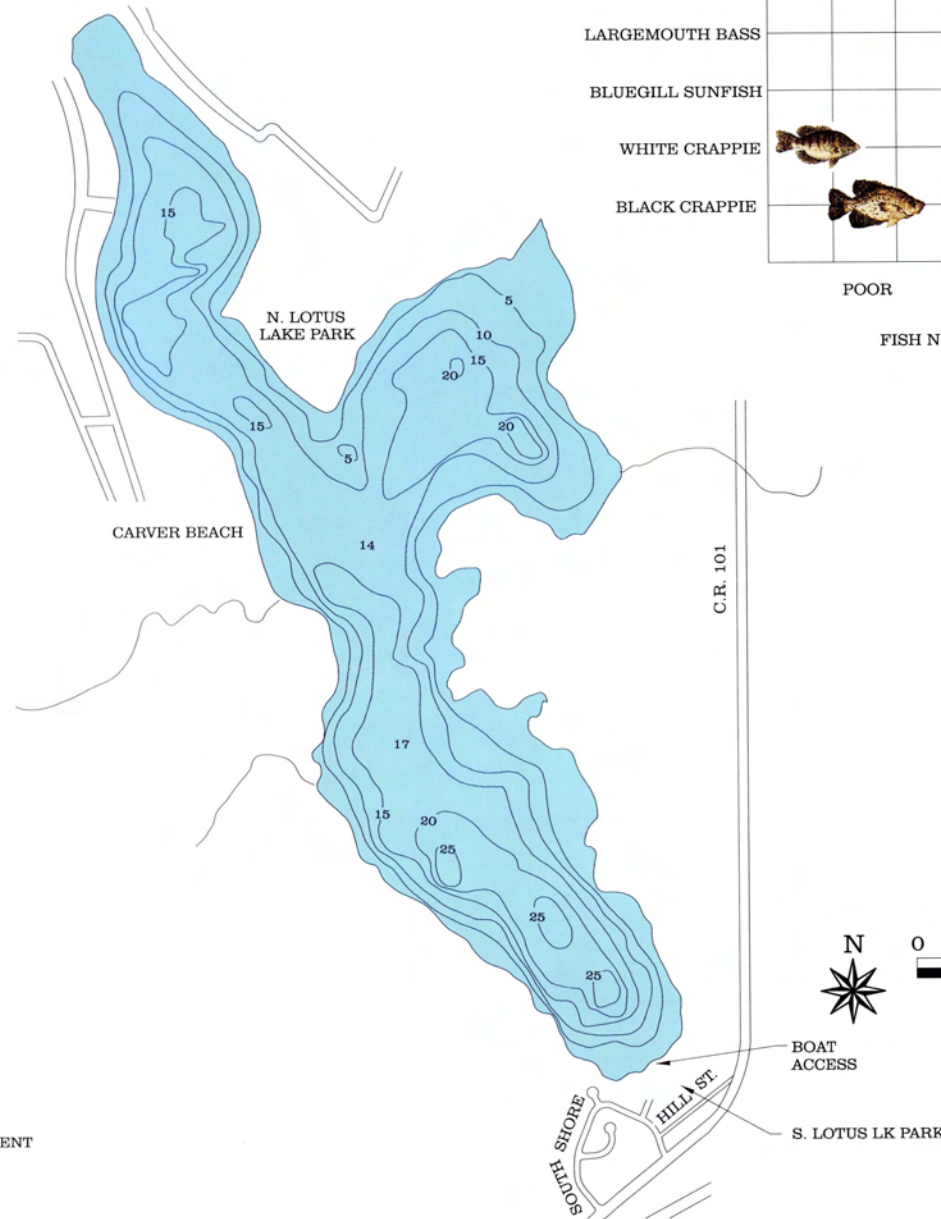 LARGEMOUTH BASS
BLUEGILL SUNFISH
WHITE CRAPPIE
BLACK CRAPPIE
POOR
FISH N
15
N. LOTUS
LAKE PARK
5
10
15
20
15
20
5
CARVER BEACH
14
C.R. 101
17
15
20
25
25
25
N
0
BOAT
ACCESS
HILL ST.
SOUTH SHORE
S. LOTUS LK PARK
ENT